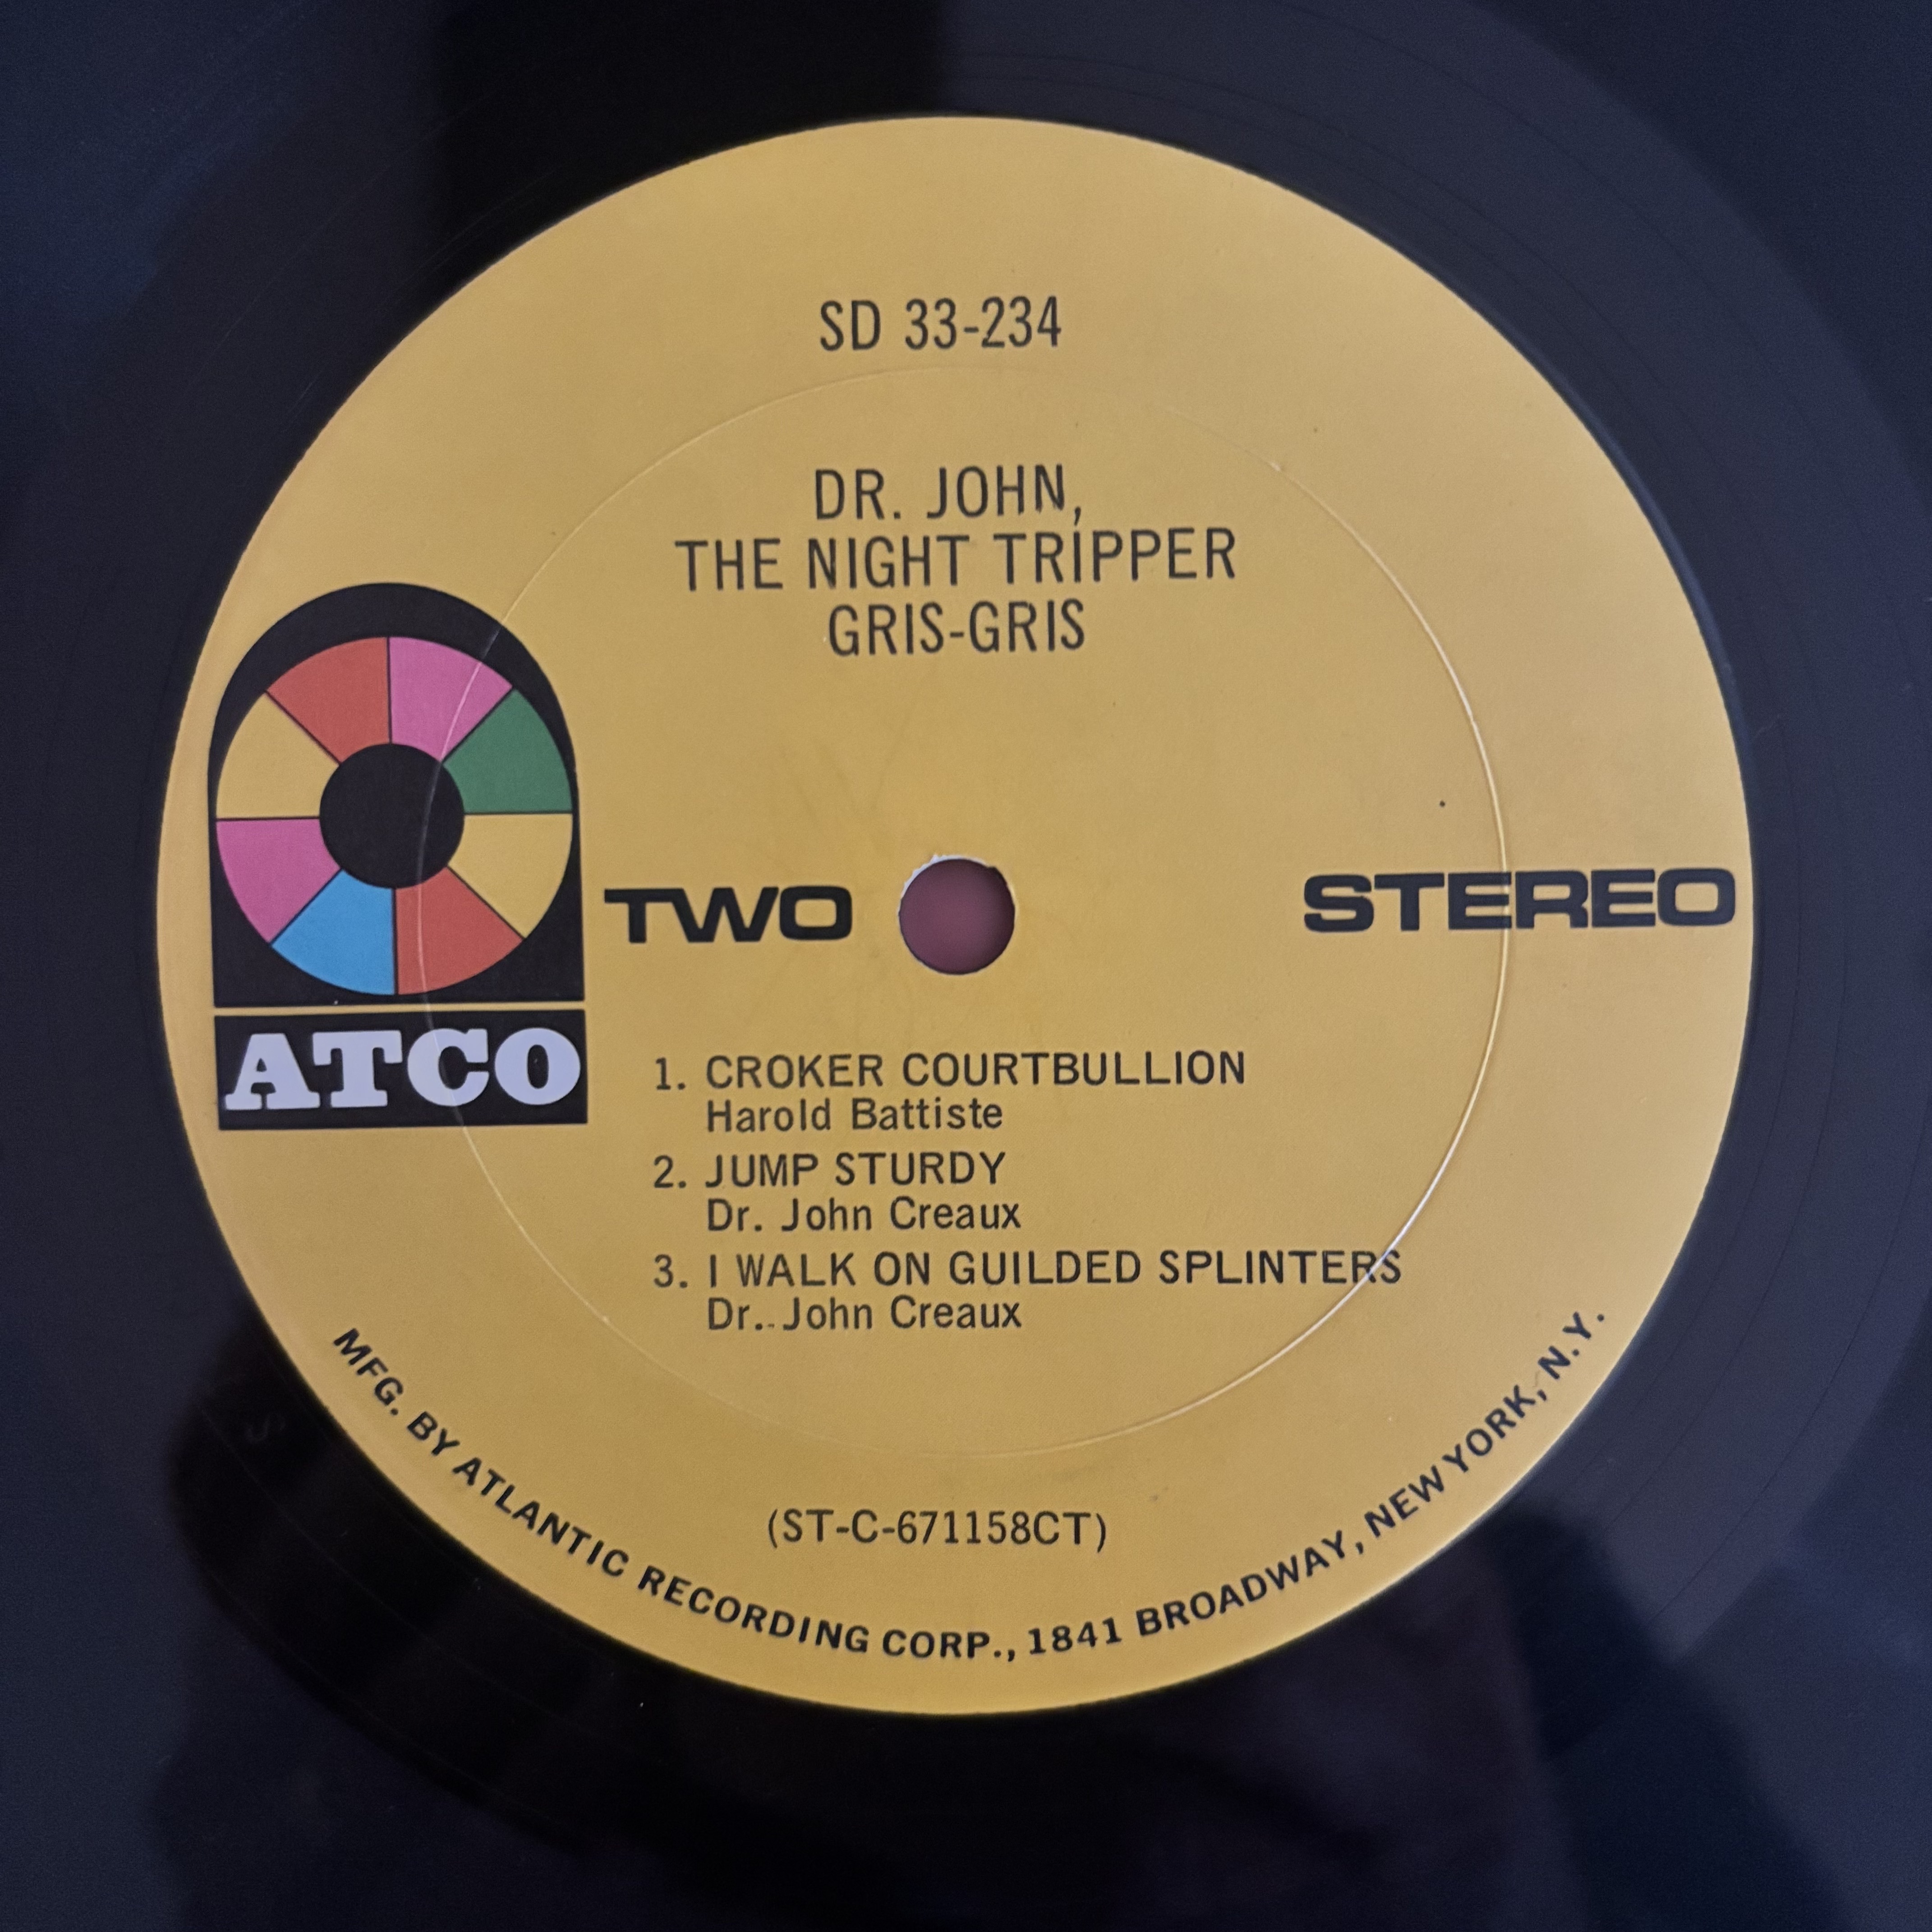 SD 33-234
DR. JOHN,
THE NIGHT TRIPPER
GRIS-GRIS
TWO
STEREO
ATCO
1. CROKER COURTBULLION
Harold Battiste
2. JUMP STURDY
Dr. John Creaux
3. I WALK ON GUILDED SPLINTERS
Dr. John Creaux
(ST-C-671158CT)
MFG. BY ATLANTIC RECORDING CORP., 1841 BROADWAY, NEW YORK, N.Y.